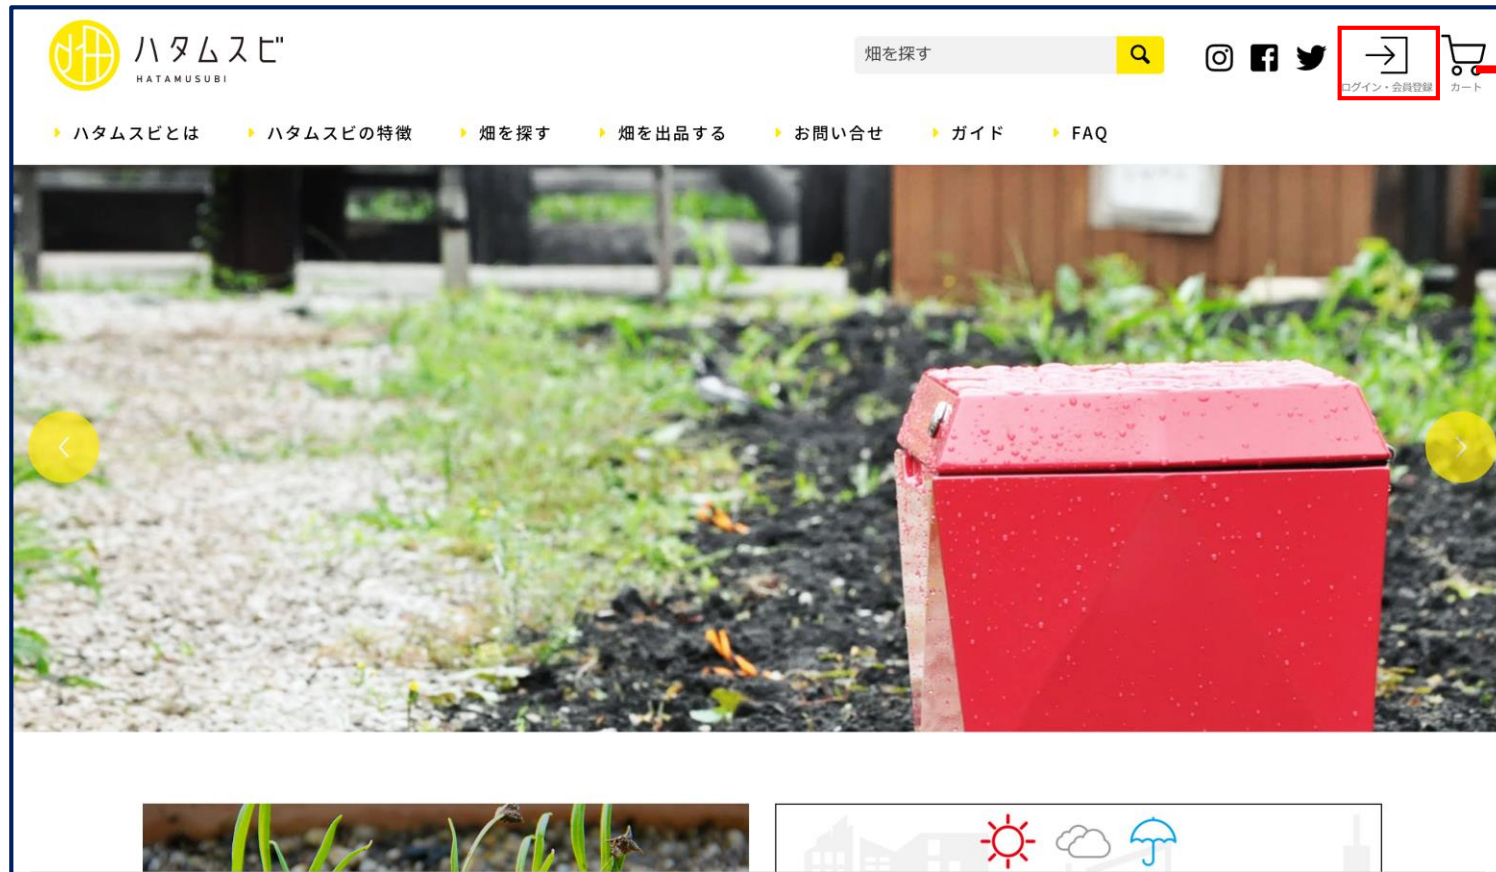 畑
ハタムスビ
HATAMUSUBI
畑を探す
ログイン・会員登録
カート
ハタムスビとは
ハタムスビの特徴
畑を探す
畑を出品する
お問い合せ
ガイド
FAQ